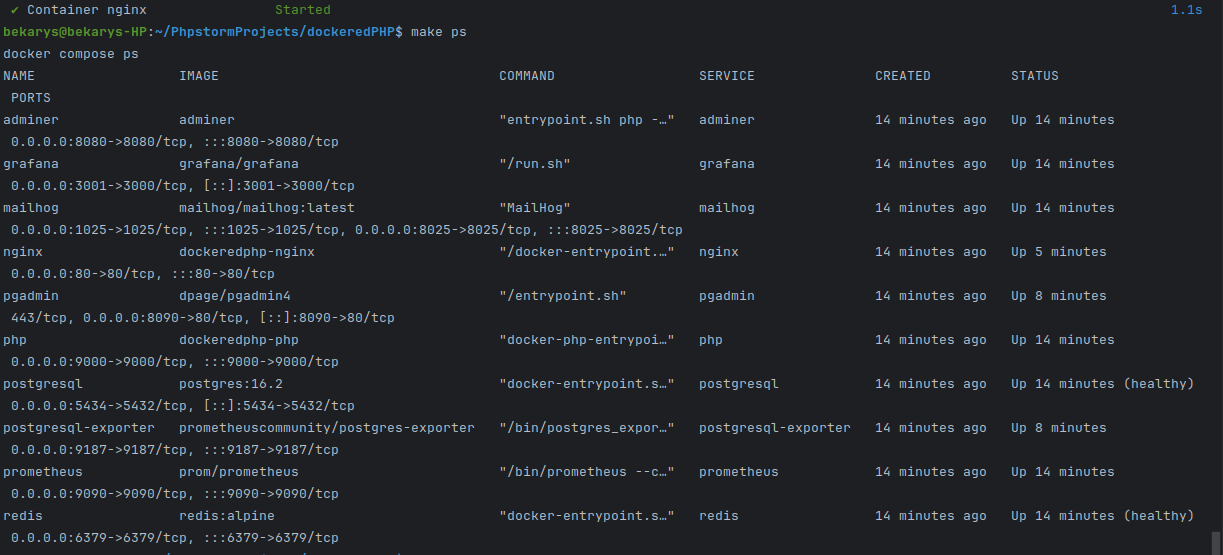 ✔ Container nginx                Started                1.1s
bekarys@bekarys-HP:~/PhpstormProjects/dockeredPHP$ make ps
docker compose ps
NAME                  IMAGE                                   COMMAND                  SERVICE               CREATED          STATUS
 PORTS
adminer               adminer                                 "entrypoint.sh php -…"   adminer               14 minutes ago   Up 14 minutes
 0.0.0.0:8080->8080/tcp, :::8080->8080/tcp
grafana               grafana/grafana                         "/run.sh"                grafana               14 minutes ago   Up 14 minutes
 0.0.0.0:3001->3000/tcp, [::]:3001->3000/tcp
mailhog               mailhog/mailhog:latest                  "MailHog"                mailhog               14 minutes ago   Up 14 minutes
 0.0.0.0:1025->1025/tcp, :::1025->1025/tcp, 0.0.0.0:8025->8025/tcp, :::8025->8025/tcp
nginx                 dockeredphp-nginx                       "/docker-entrypoint.…"   nginx                 14 minutes ago   Up 5 minutes
 0.0.0.0:80->80/tcp, :::80->80/tcp
pgadmin               dpage/pgadmin4                          "/entrypoint.sh"         pgadmin               14 minutes ago   Up 8 minutes
 443/tcp, 0.0.0.0:8090->80/tcp, [::]:8090->80/tcp
php                   dockeredphp-php                         "docker-php-entrypoi…"   php                   14 minutes ago   Up 14 minutes
 0.0.0.0:9000->9000/tcp, :::9000->9000/tcp
postgresql            postgres:16.2                           "docker-entrypoint.s…"   postgresql            14 minutes ago   Up 14 minutes (healthy)
 0.0.0.0:5434->5432/tcp, [::]:5434->5432/tcp
postgresql-exporter   prometheuscommunity/postgres-exporter   "/bin/postgres_expor…"   postgresql-exporter   14 minutes ago   Up 8 minutes
 0.0.0.0:9187->9187/tcp, :::9187->9187/tcp
prometheus            prom/prometheus                         "/bin/prometheus --c…"   prometheus            14 minutes ago   Up 14 minutes
 0.0.0.0:9090->9090/tcp, :::9090->9090/tcp
redis                 redis:alpine                            "docker-entrypoint.s…"   redis                 14 minutes ago   Up 14 minutes (healthy)
 0.0.0.0:6379->6379/tcp, :::6379->6379/tcp